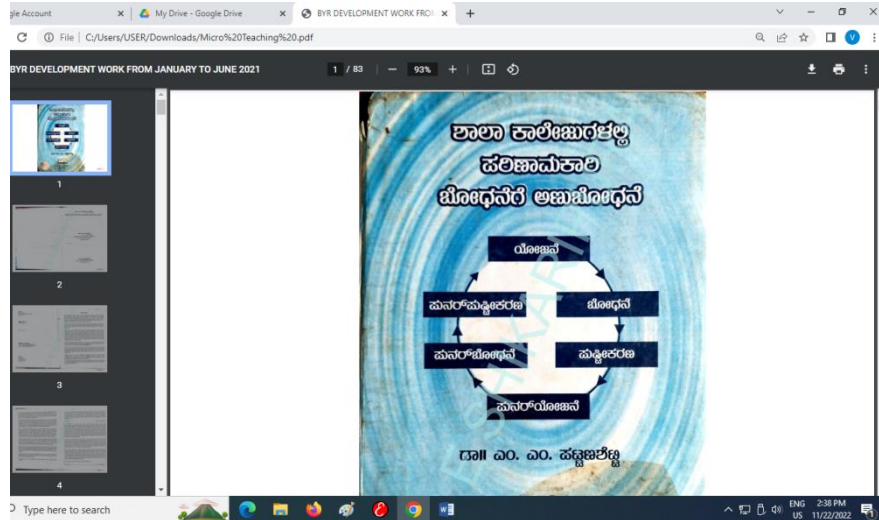 gle Account
My Drive - Google Drive
BYR DEVELOPMENT WORK FRO
File | C:/Users/USER/Downloads/Micro%20Teaching%20.pdf
BYR DEVELOPMENT WORK FROM JANUARY TO JUNE 2021
1 / 83
93%
1
2
3
4
ಶಾಲಾ ಕಾಲೇಜುಗಳಲ್ಲಿ
ಪರಿಣಾಮಕಾರಿ
ಬೋಧನೆಗೆ ಅಣುಬೋಧನೆ
ಯೋಜನೆ
ಪುನರ್‌ಪುಷ್ಟೀಕರಣ
ಬೋಧನೆ
ಪುನರ್‌ಬೋಧನೆ
ಪುಷ್ಟೀಕರಣ
ಪುನರ್‌ಯೋಜನೆ
ಡಾ॥ ಎಂ. ಎಂ. ಪಟ್ಟಣಶೆಟ್ಟಿ
Type here to search
ENG
US
2:38 PM
11/22/2022